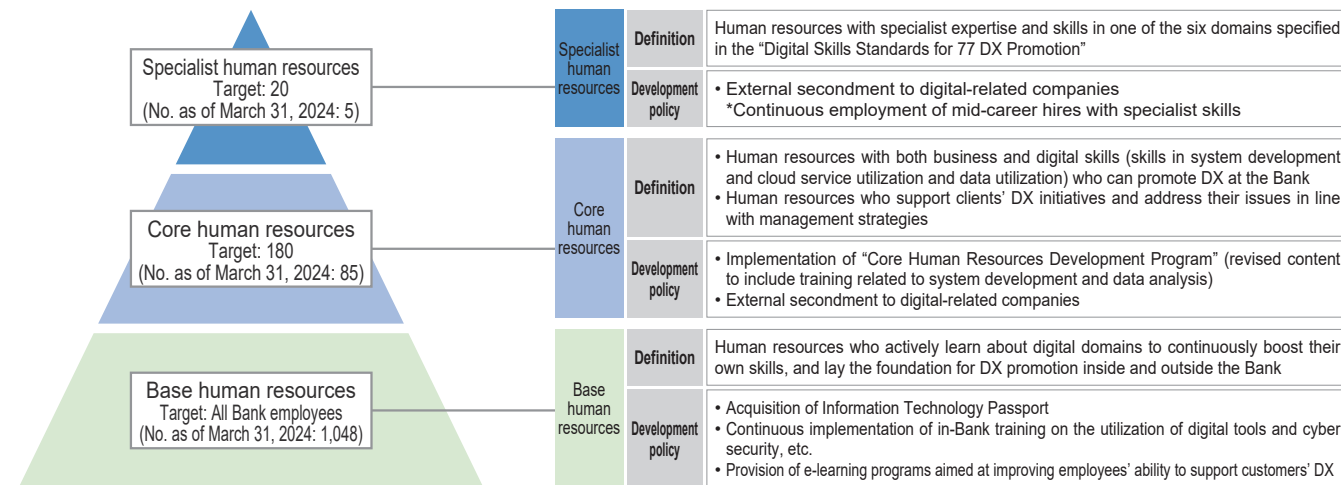 Specialist human resources
Target: 20
(No. as of March 31, 2024: 5)
Core human resources
Target: 180
(No. as of March 31, 2024: 85)
Base human resources
Target: All Bank employees
(No. as of March 31, 2024: 1,048)
Specialist
human
resources
Definition
Human resources with specialist expertise and skills in one of the six domains specified
in the “Digital Skills Standards for 77 DX Promotion”
Development
policy
• External secondment to digital-related companies
*Continuous employment of mid-career hires with specialist skills
Core
human
resources
Definition
• Human resources with both business and digital skills (skills in system development
and cloud service utilization and data utilization) who can promote DX at the Bank
• Human resources who support clients’ DX initiatives and address their issues in line
with management strategies
Development
policy
• Implementation of “Core Human Resources Development Program” (revised content
to include training related to system development and data analysis)
• External secondment to digital-related companies
Base
human
resources
Definition
Human resources who actively learn about digital domains to continuously boost their
own skills, and lay the foundation for DX promotion inside and outside the Bank
Development
policy
• Acquisition of Information Technology Passport
• Continuous implementation of in-Bank training on the utilization of digital tools and cyber
security, etc.
• Provision of e-learning programs aimed at improving employees’ ability to support customers’ DX